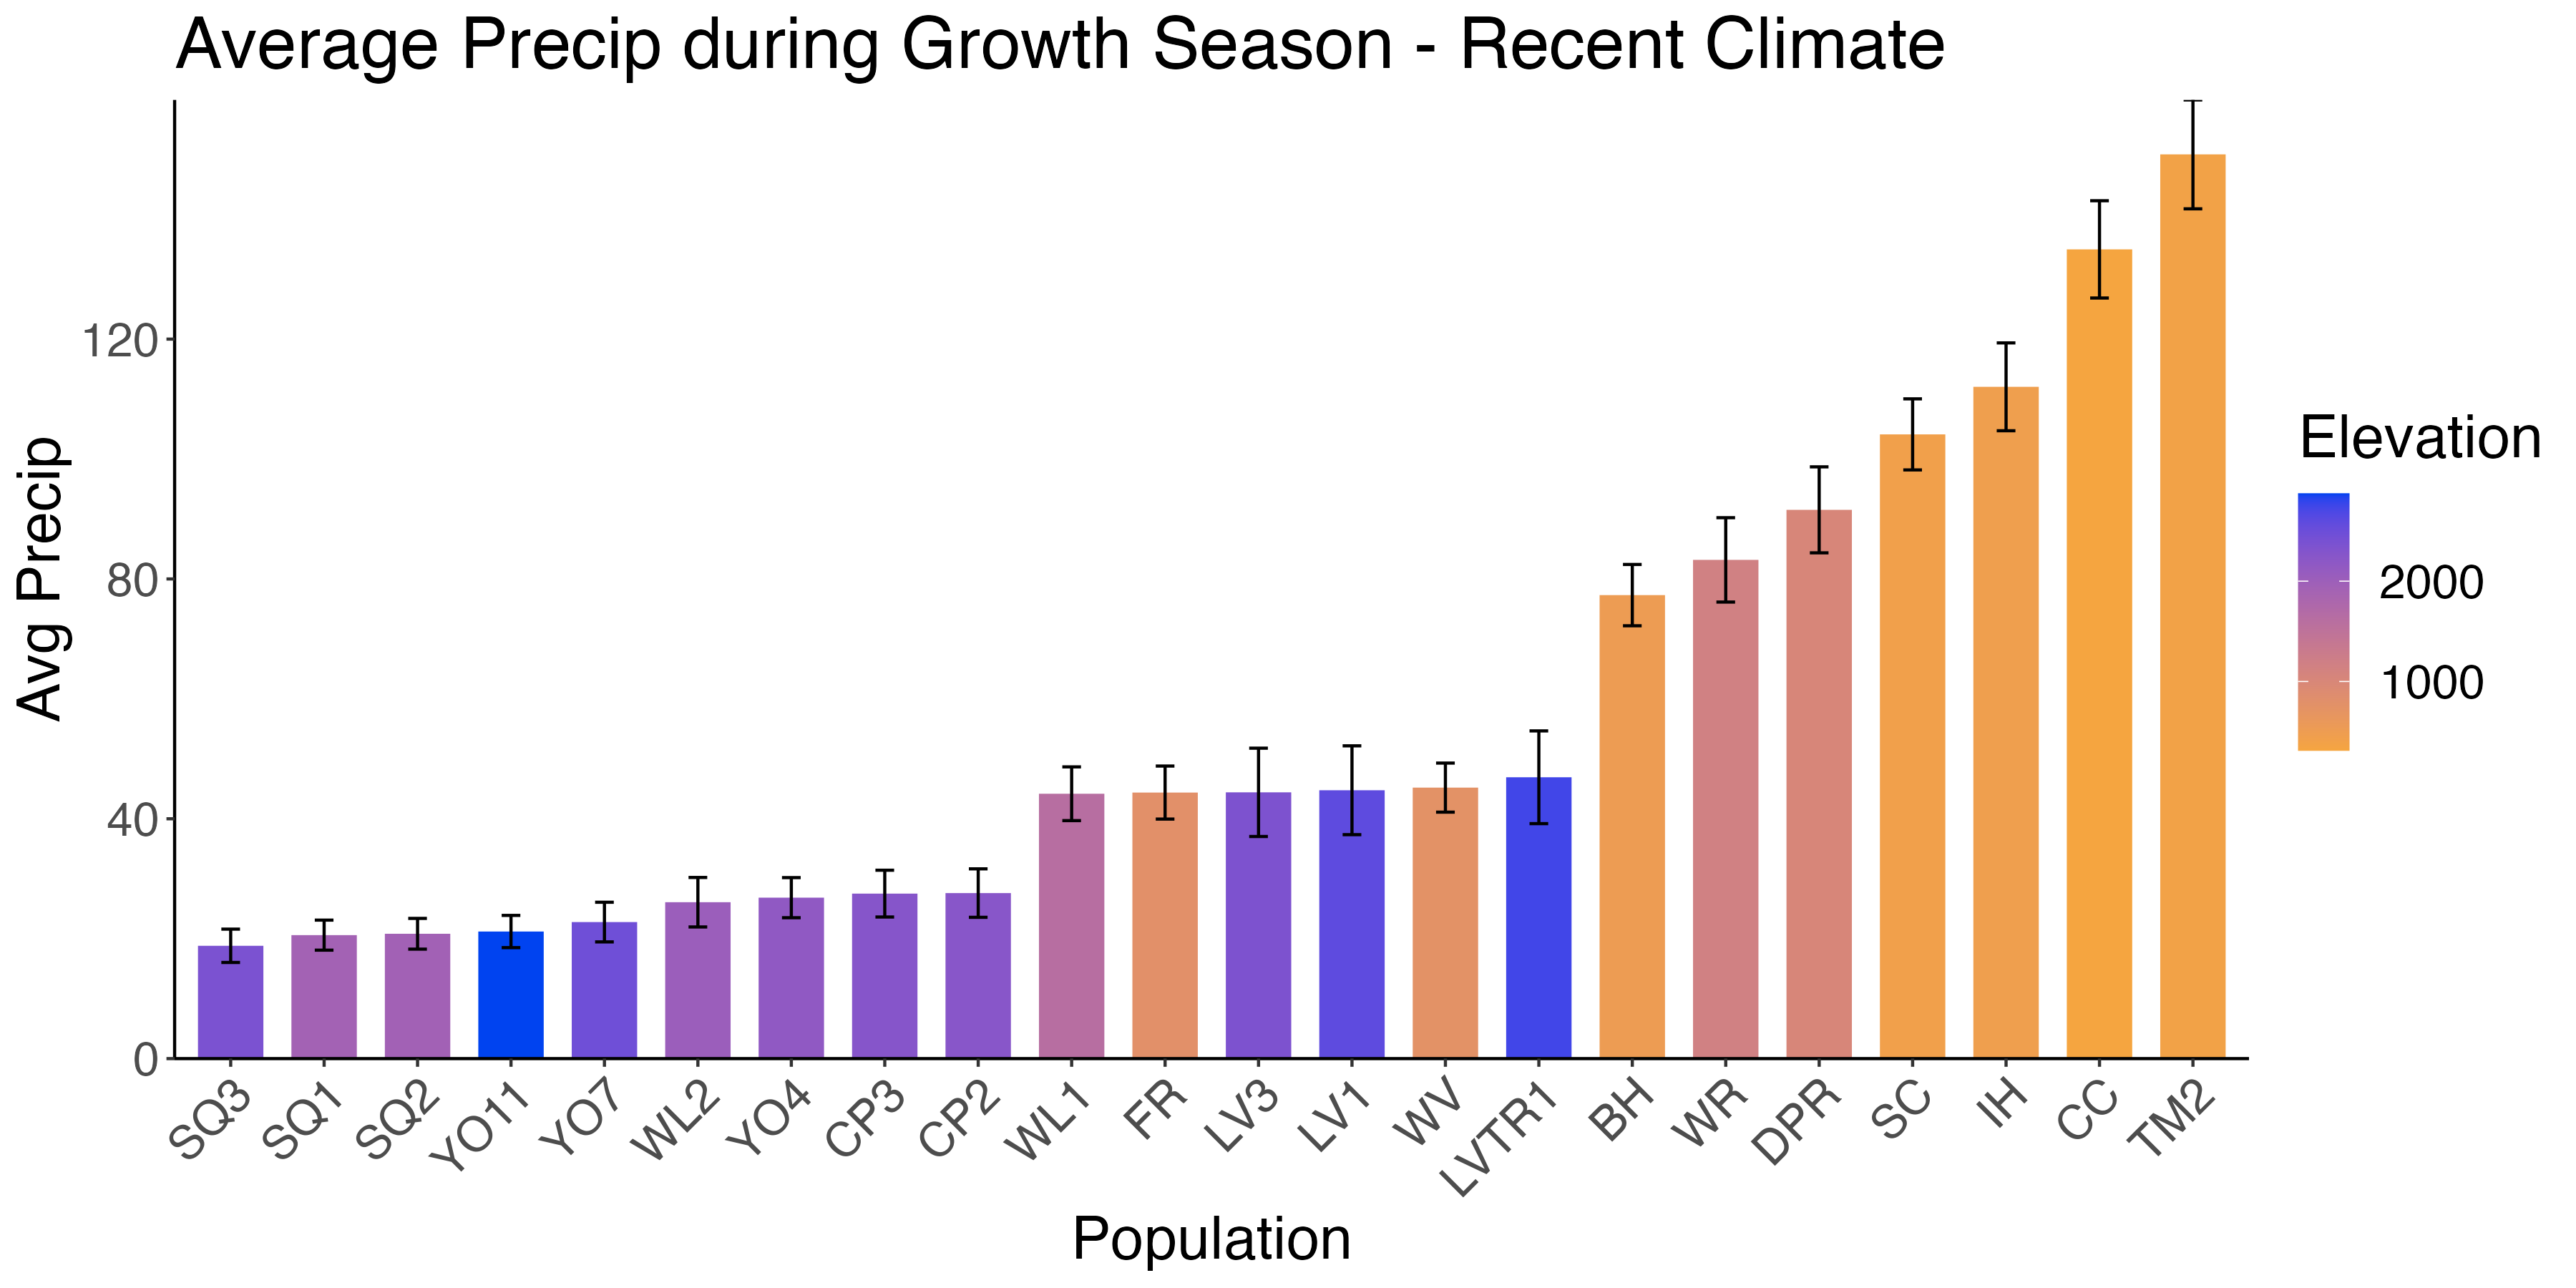 Average Precip during Growth Season - Recent Climate
Avg Precip
120
80
40
0
SQ3
SQ1
SQ2
YO11
YO7
WL2
YO4
CP3
CP2
WL1
FR
LV3
LV1
WV
LVTR1
BH
WR
DPR
SC
IH
CC
TM2
Population
Elevation
2000
1000